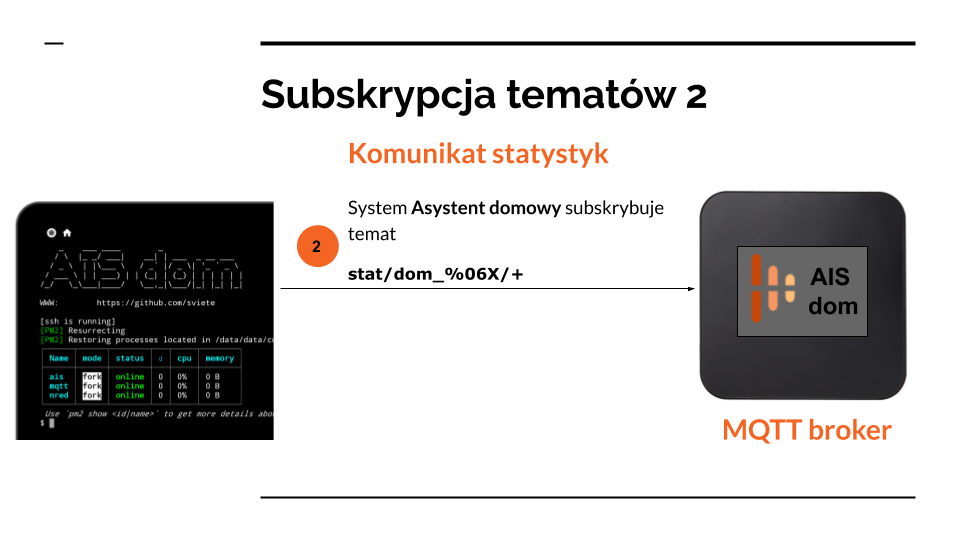 Subskrypcja tematów 2
Komunikat statystyk
System Asystent domowy subskrybuje
temat
2
stat/dom_%06X/+
AIS dom
WWW: https://github.com/sviete
[ssh is running]
[PM2] Resurrecting
[PM2] Restoring processes located in /data/data/c
Name mode status ↺ cpu memory
ais fork online 0 0% 0 B
mqtt fork online 0 0% 0 B
nred fork online 0 0% 0 B
Use `pm2 show <id|name>` to get more details abou
$
AIS
dom
MQTT broker